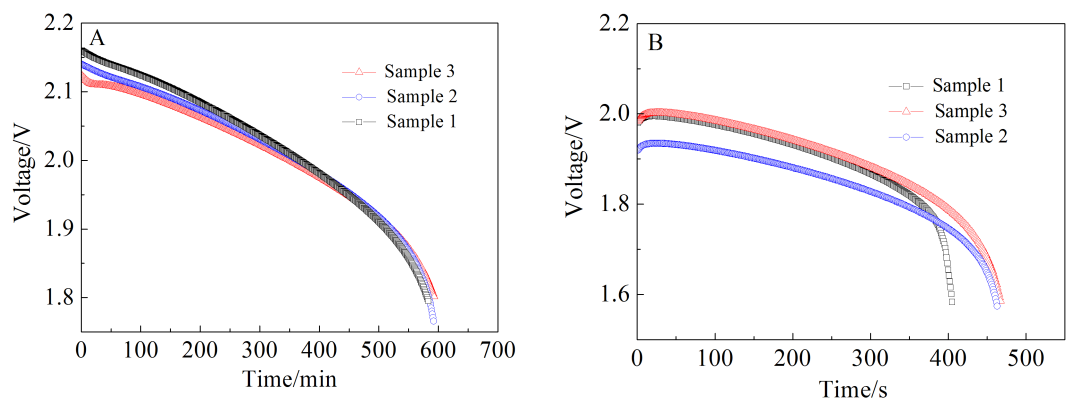 A
Sample 3
Sample 2
Sample 1
2.2
2.1
2.0
1.9
1.8
Voltage/V
0 100 200 300 400 500 600 700
Time/min
B
Sample 1
Sample 3
Sample 2
2.2
2.0
1.8
1.6
Voltage/V
0 100 200 300 400 500
Time/s